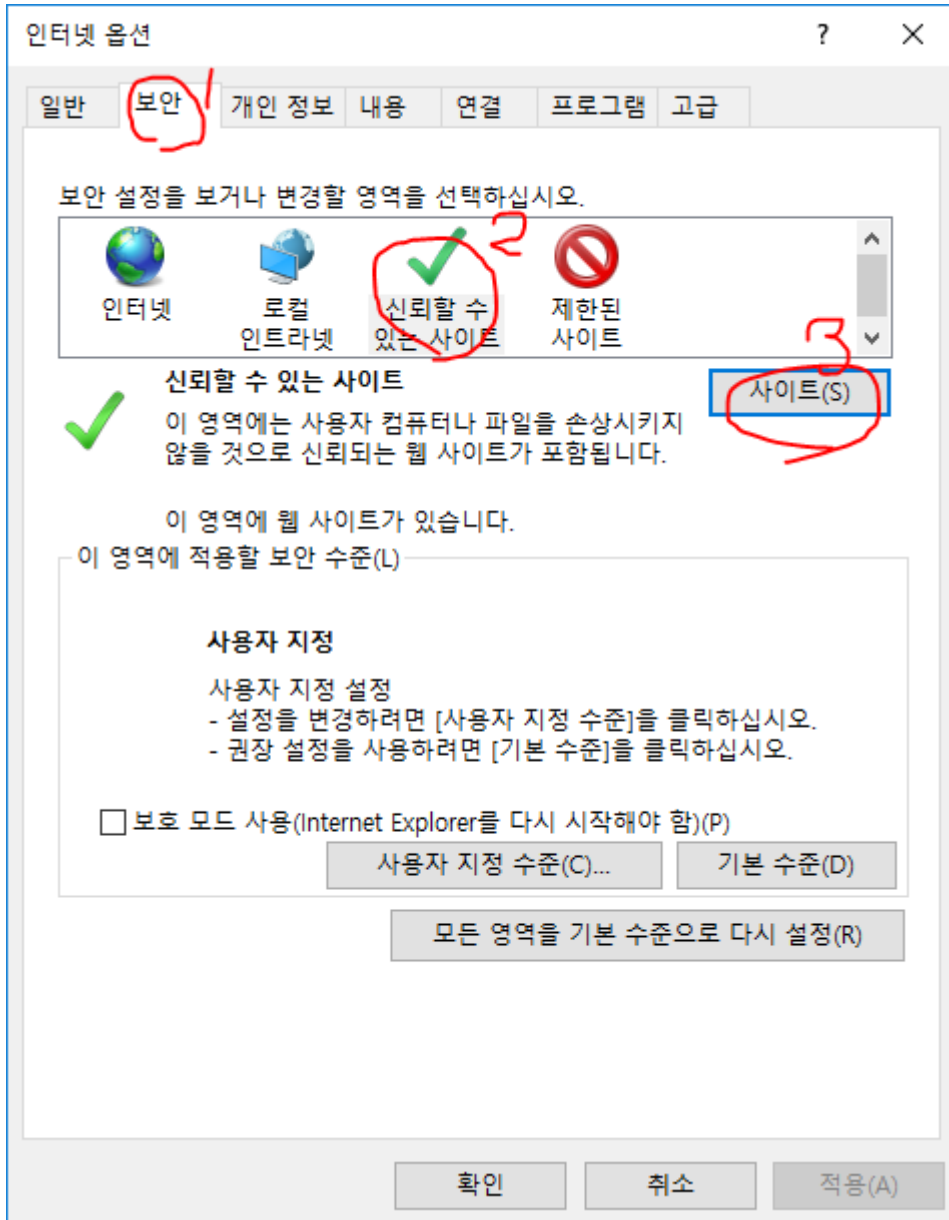 인터넷 옵션 ?
일반 보안 개인 정보 내용 연결 프로그램 고급
1
보안 설정을 보거나 변경할 영역을 선택하십시오.
2
인터넷
로컬
인트라넷
신뢰할 수
있는 사이트
제한된
사이트
3
신뢰할 수 있는 사이트
사이트(S)
이 영역에는 사용자 컴퓨터나 파일을 손상시키지
않을 것으로 신뢰되는 웹 사이트가 포함됩니다.
이 영역에 웹 사이트가 있습니다.
이 영역에 적용할 보안 수준(L)
사용자 지정
사용자 지정 설정
- 설정을 변경하려면 [사용자 지정 수준]을 클릭하십시오.
- 권장 설정을 사용하려면 [기본 수준]을 클릭하십시오.
보호 모드 사용(Internet Explorer를 다시 시작해야 함)(P)
사용자 지정 수준(C)... 기본 수준(D)
모든 영역을 기본 수준으로 다시 설정(R)
확인 취소 적용(A)